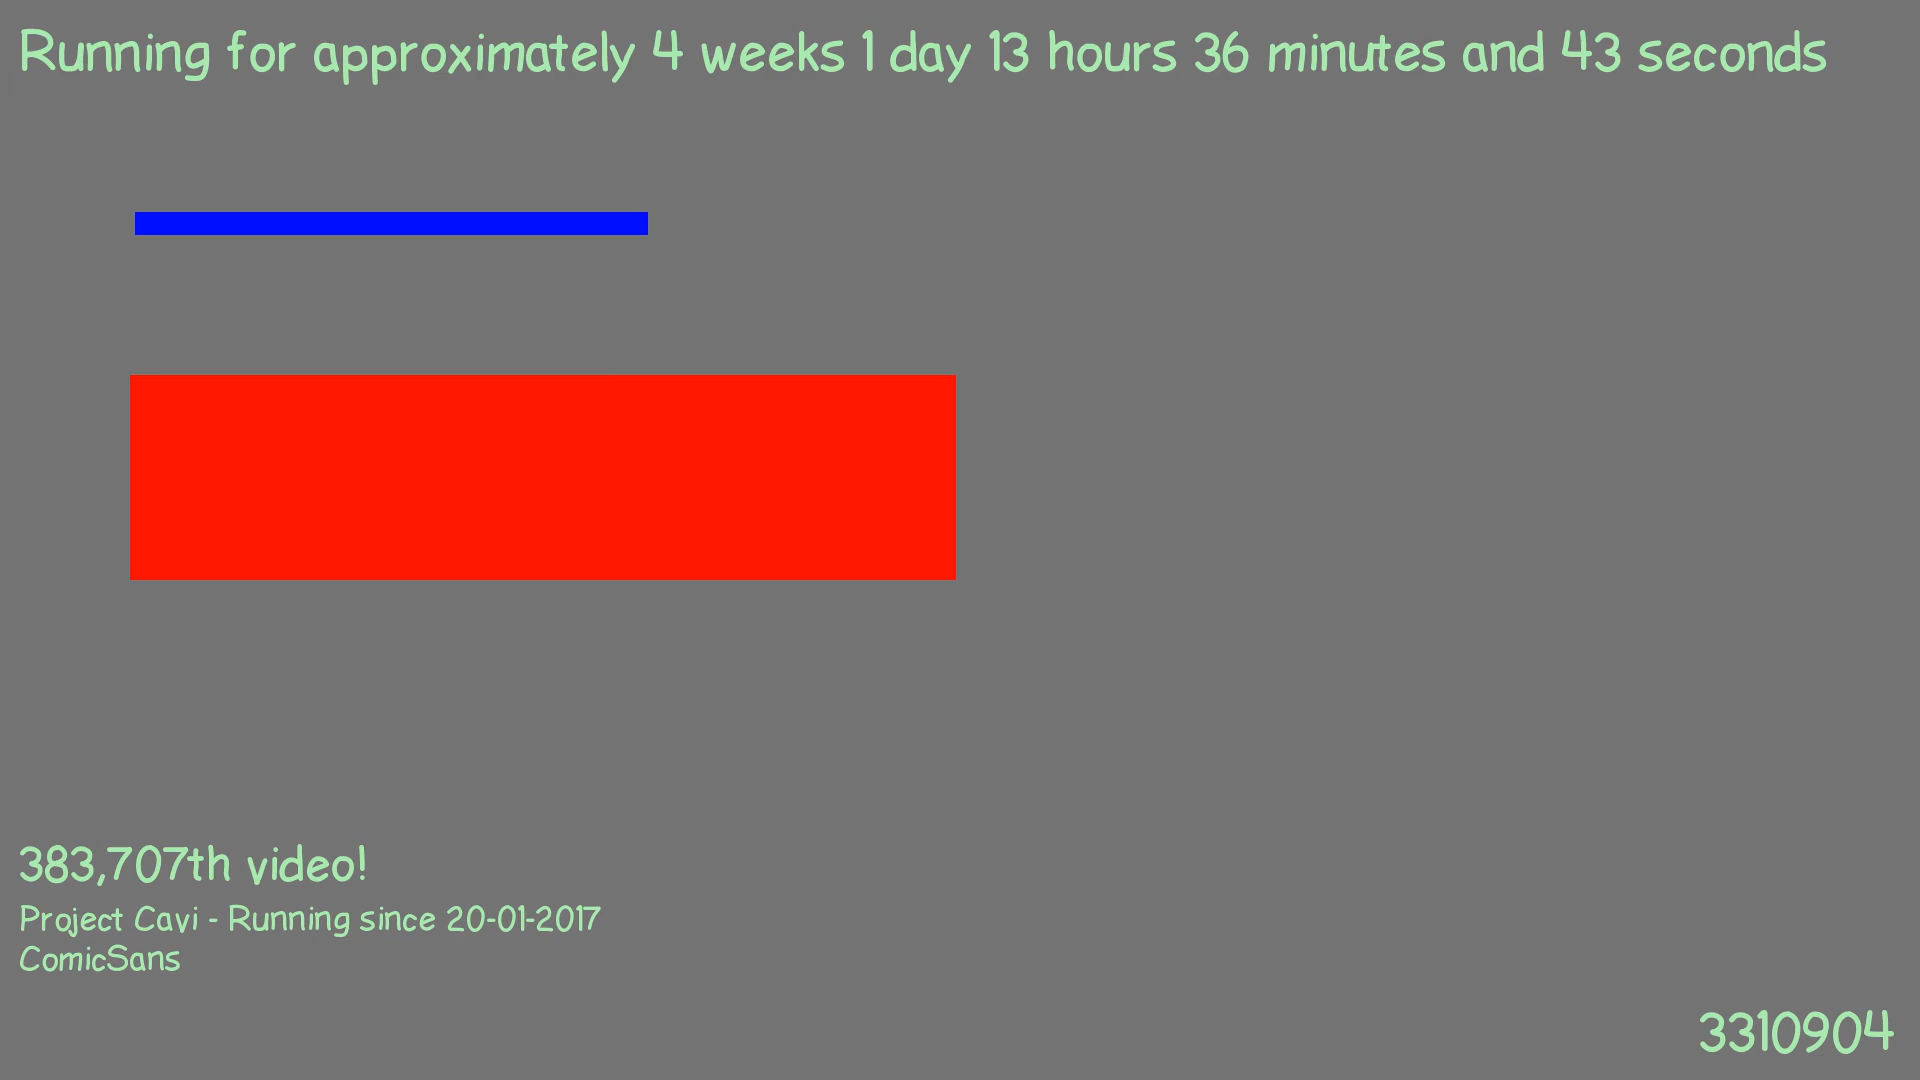 Running for approximately 4 weeks 1 day 13 hours 36 minutes and 43 seconds
383,707th video!
Project Cavi - Running since 20-01-2017
ComicSans
3310904